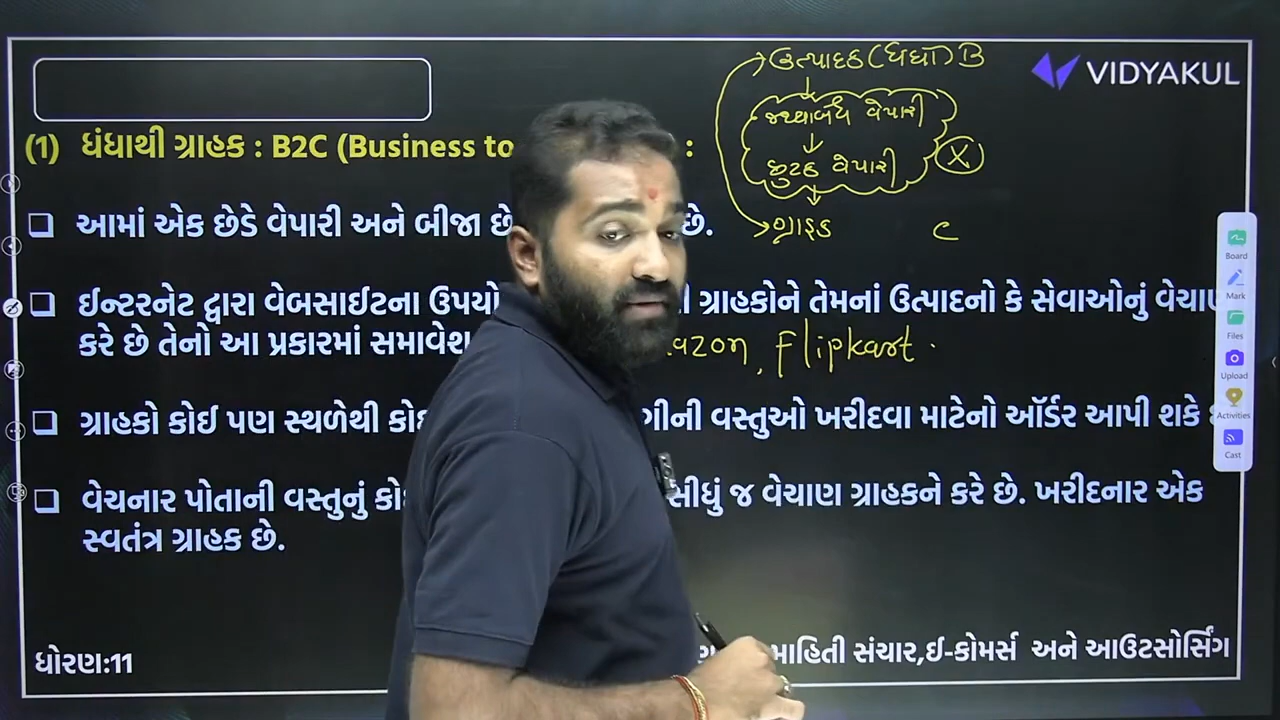 ઉત્પાદક (ધંધો) B
VIDYAKUL
જથ્થાબંધ વેપારી
છુટક વેપારી X
ગ્રાહક C
(1) ધંધાથી ગ્રાહક : B2C (Business to :
આમાં એક છેડે વેપારી અને બીજા છે.
ઈન્ટરનેટ દ્વારા વેબસાઈટના ગ્રાહકોને તેમનાં ઉત્પાદનો કે સેવાઓનું
કરે છે તેનો આ પ્રકારમાં સમાવેશ
Flipkart.
ગ્રાહકો કોઈ પણ સ્થળેથી વસ્તુઓ ખરીદવા માટેનો ઑર્ડર આપી શકે
વેચનાર પોતાની વસ્તુનું સીધું જ વેચાણ ગ્રાહકને કરે છે. ખરીદનાર એક
સ્વતંત્ર ગ્રાહક છે.
Board
Mark
Files
Upload
Activities
Cast
ધોરણ:11
માહિતી સંચાર,ઈ-કોમર્સ અને આઉટસોર્સિંગ